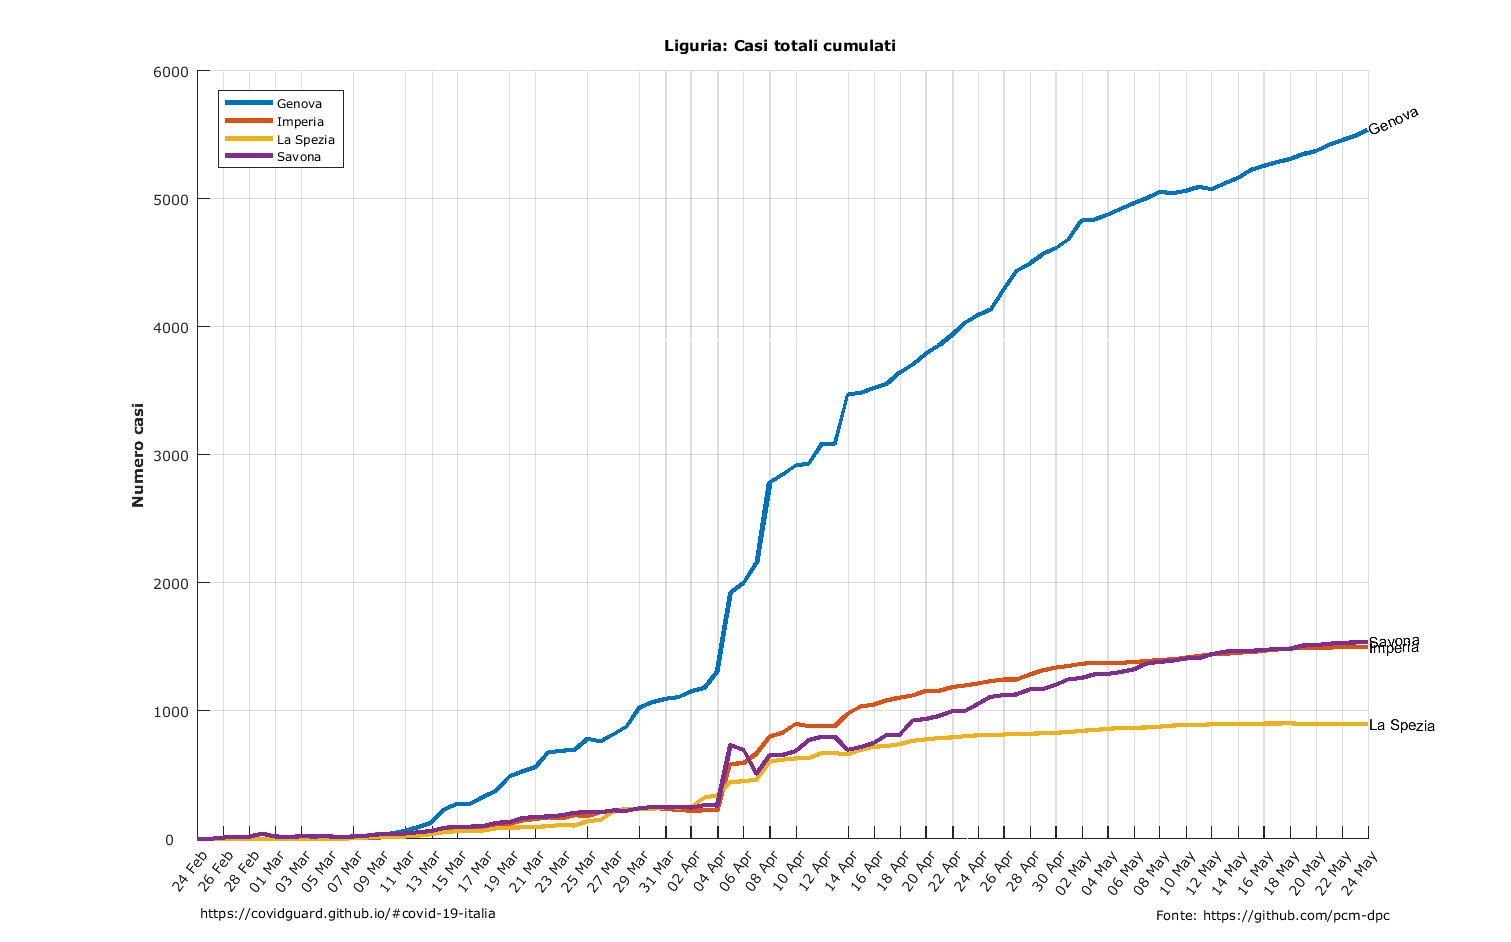 Liguria: Casi totali cumulati
Numero casi
6000
5000
4000
3000
2000
1000
0
Genova
Imperia
La Spezia
Savona
Genova
Savona
Imperia
La Spezia
24 Feb
26 Feb
28 Feb
01 Mar
03 Mar
05 Mar
07 Mar
09 Mar
11 Mar
13 Mar
15 Mar
17 Mar
19 Mar
21 Mar
23 Mar
25 Mar
27 Mar
29 Mar
31 Mar
02 Apr
04 Apr
06 Apr
08 Apr
10 Apr
12 Apr
14 Apr
16 Apr
18 Apr
20 Apr
22 Apr
24 Apr
26 Apr
28 Apr
30 Apr
02 May
04 May
06 May
08 May
10 May
12 May
14 May
16 May
18 May
20 May
22 May
24 May
https://covidguard.github.io/#covid-19-italia
Fonte: https://github.com/pcm-dpc